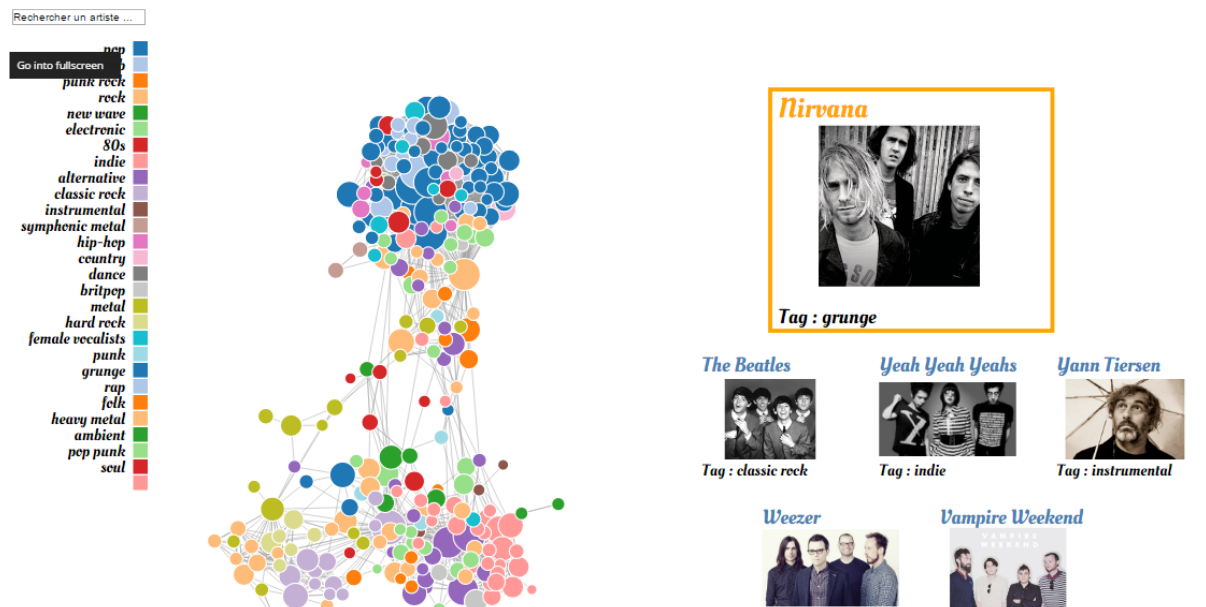 Rechercher un artiste ...
pop
Go into fullscreen
punk rock
rock
new wave
electronic
80s
indie
alternative
classic rock
instrumental
symphonic metal
hip-hop
country
dance
britpop
metal
hard rock
female vocalists
punk
grunge
rap
folk
heavy metal
ambient
pop punk
soul
Nirvana
Tag : grunge
The Beatles
Tag : classic rock
Yeah Yeah Yeahs
Tag : indie
Yann Tiersen
Tag : instrumental
Weezer
Vampire Weekend
VAMPIRE
WEEKEND